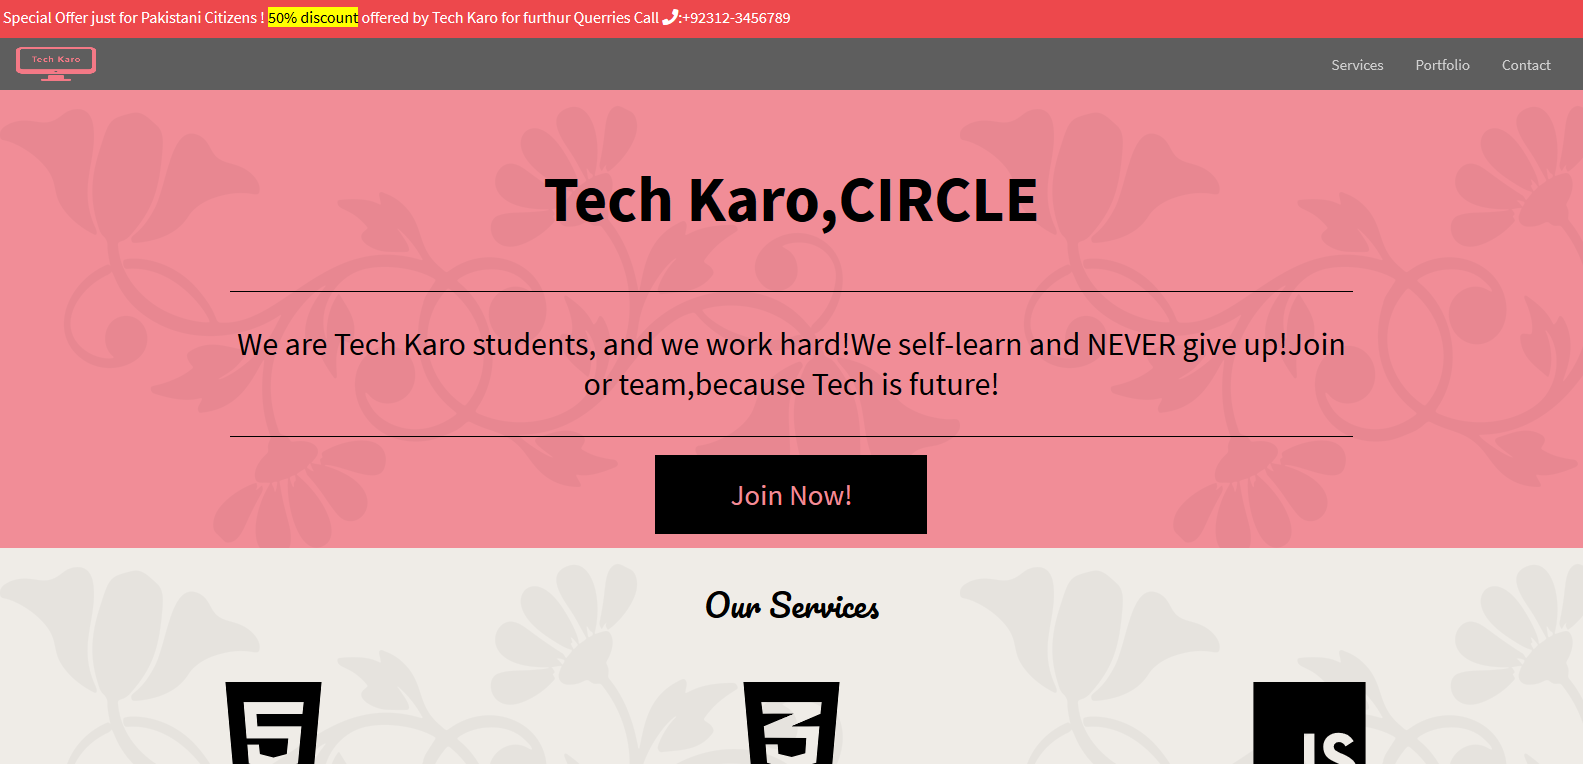 Special Offer just for Pakistani Citizens ! 50% discount offered by Tech Karo for furthur Querries Call :+92312-3456789
Tech Karo
Services Portfolio Contact
Tech Karo,CIRCLE
We are Tech Karo students, and we work hard!We self-learn and NEVER give up!Join
or team,because Tech is future!
Join Now!
Our Services
5 3 JS